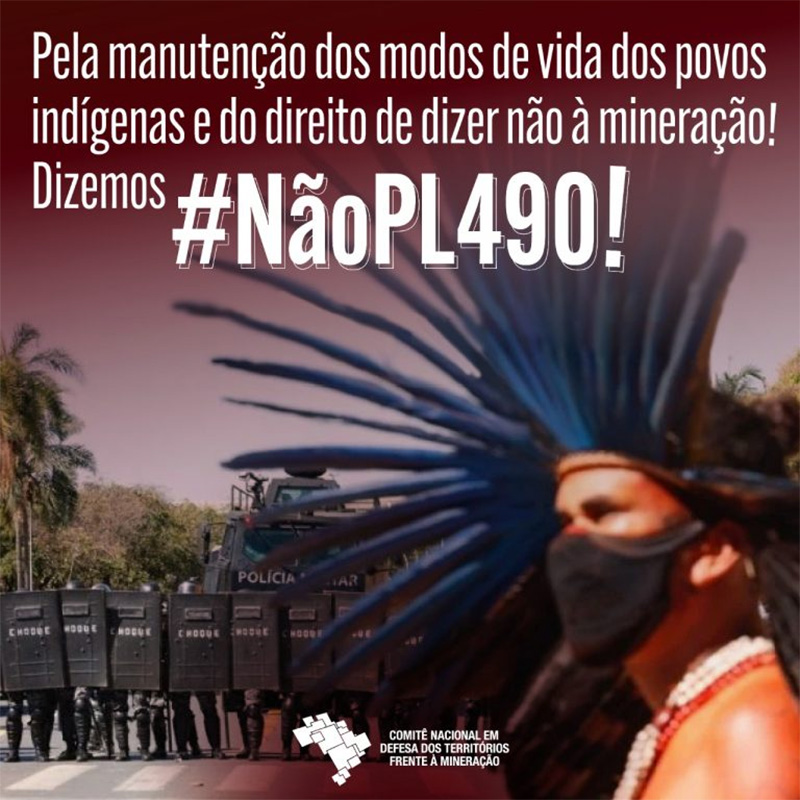 Pela manutenção dos modos de vida dos povos
indígenas e do direito de dizer não à mineração!
Dizemos #NãoPL490!
POLÍCIA MILITAR
CHOQUE CHOQUE CHOQUE CHOQUE CHOQUE CHOQUE
COMITÊ NACIONAL EM
DEFESA DOS TERRITÓRIOS
FRENTE À MINERAÇÃO